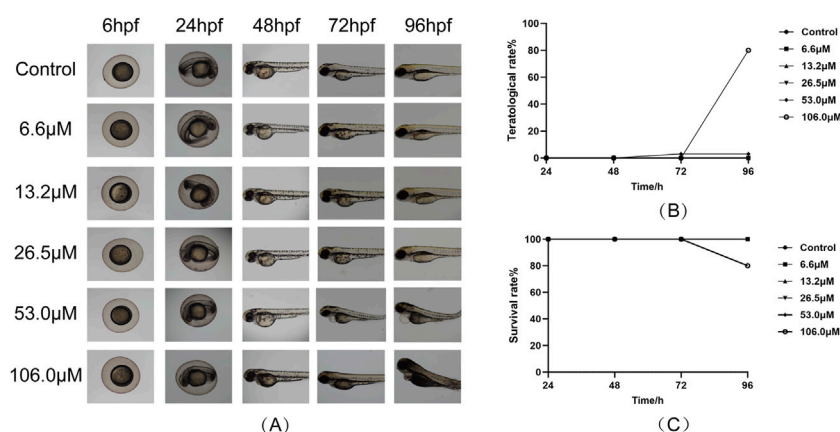 6hpf 24hpf 48hpf 72hpf 96hpf
Control
6.6μM
13.2μM
26.5μM
53.0μM
106.0μM
(A)
Teratological rate%
100
80
60
40
20
0
24 48 72 96
Time/h
Control
6.6μM
13.2μM
26.5μM
53.0μM
106.0μM
(B)
Survival rate%
100
80
60
40
20
0
24 48 72 96
Time/h
Control
6.6μM
13.2μM
26.5μM
53.0μM
106.0μM
(C)